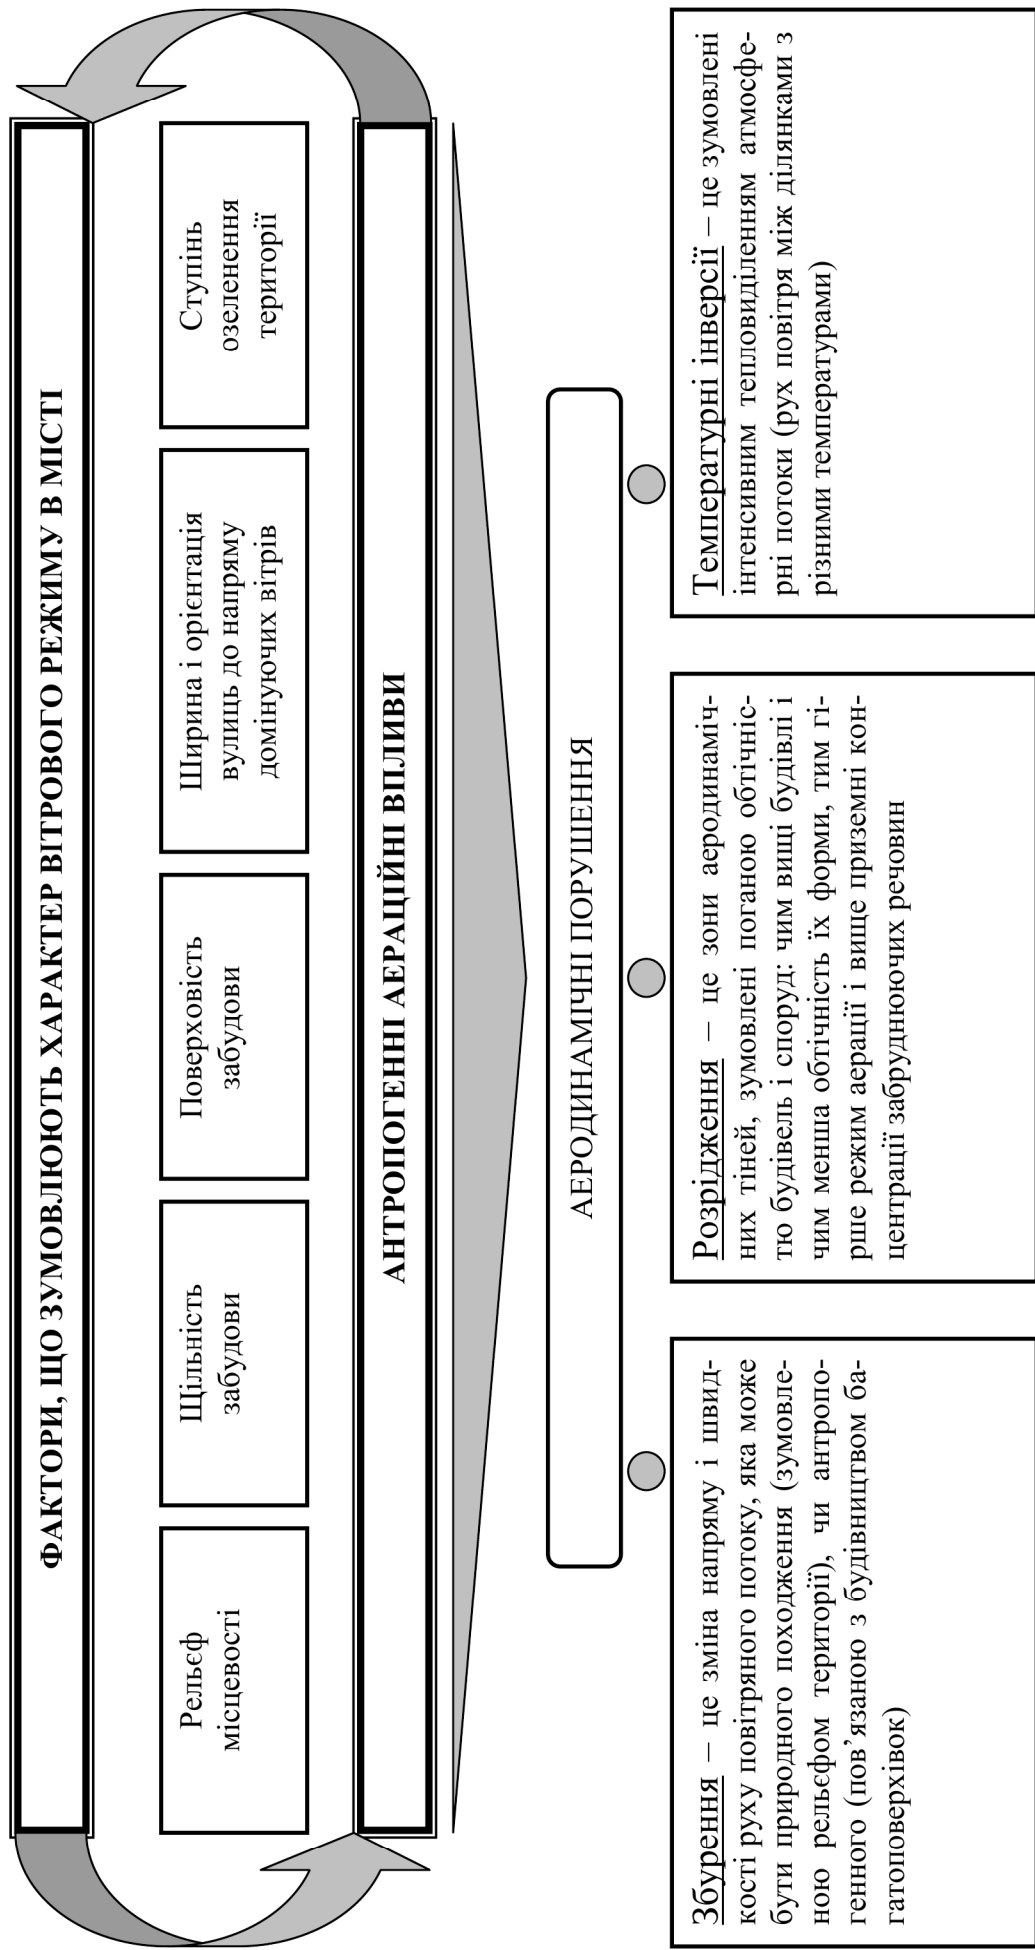 ФАКТОРИ, ЩО ЗУМОВЛЮЮТЬ ХАРАКТЕР ВІТРОВОГО РЕЖИМУ В МІСТІ
Рельєф
місцевості
Щільність
забудови
Поверховість
забудови
Ширина і орієнтація
вулиць до напряму
домінуючих вітрів
Ступінь
озеленення
території
АНТРОПОГЕННІ АЕРАЦІЙНІ ВПЛИВИ
АЕРОДИНАМІЧНІ ПОРУШЕННЯ
Збурення – це зміна напряму і швид-
кості руху повітряного потоку, яка може
бути природного походження (зумовле-
ною рельєфом території), чи антропо-
генного (пов’язаною з будівництвом ба-
гатоповерхівок)
Розрідження – це зони аеродинаміч-
них тіней, зумовлені поганою обтічніс-
тю будівель і споруд: чим вищі будівлі і
чим менша обтічність їх форми, тим гі-
рше режим аерації і вище приземні кон-
центрації забруднюючих речовин
Температурні інверсії – це зумовлені
інтенсивним тепловиділенням атмосфе-
рні потоки (рух повітря між ділянками з
різними температурами)